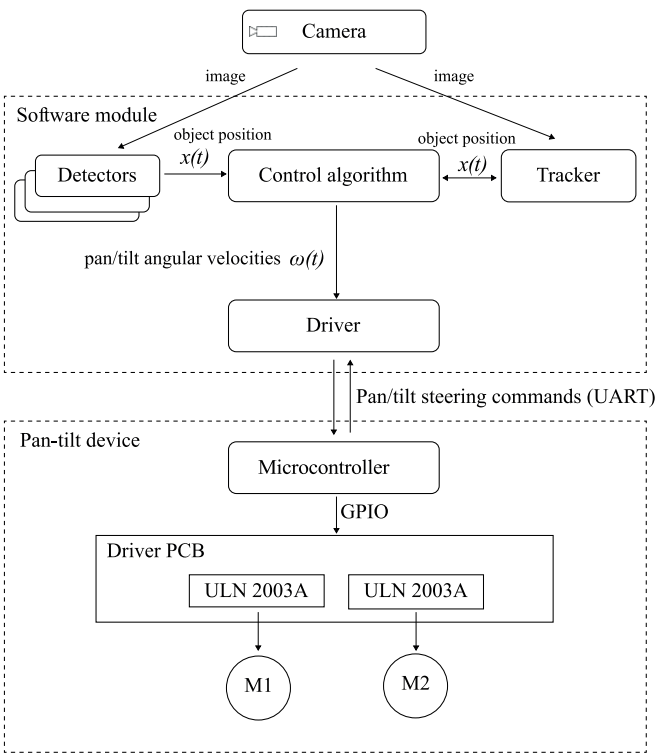 Camera
image
image
Software module
object position
x(t)
object position
x(t)
Detectors
Control algorithm
Tracker
pan/tilt angular velocities ω(t)
Driver
Pan/tilt steering commands (UART)
Pan-tilt device
Microcontroller
GPIO
Driver PCB
ULN 2003A
ULN 2003A
M1
M2